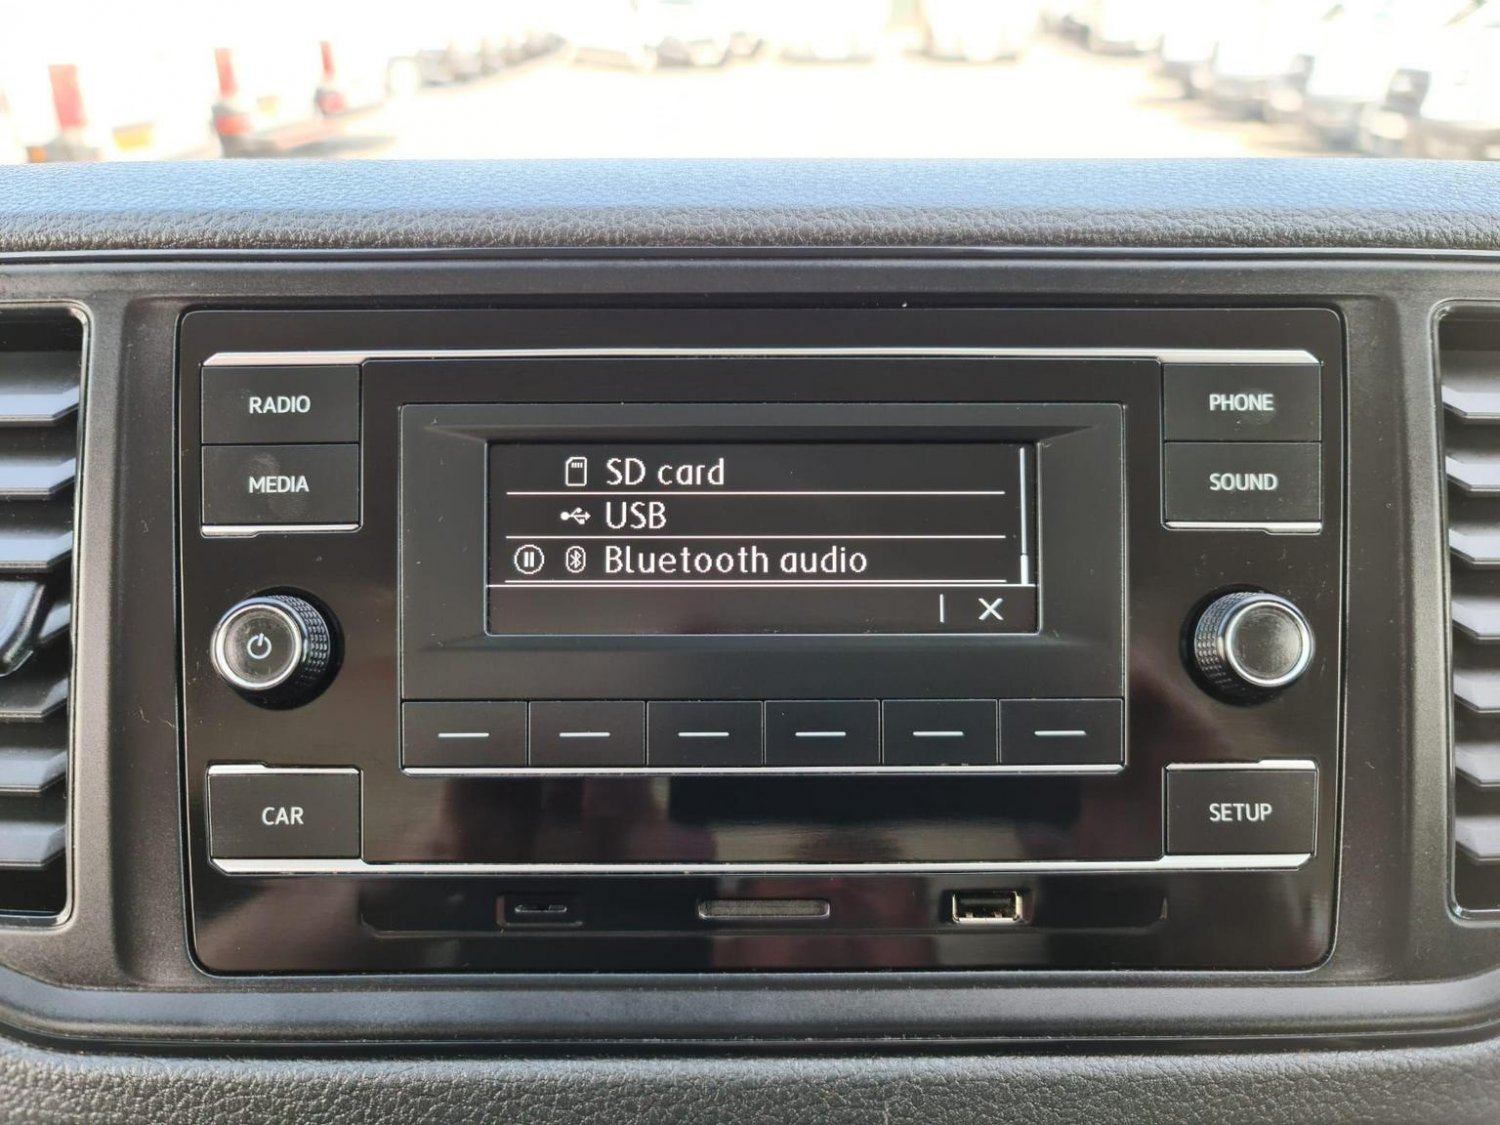 RADIO
PHONE
MEDIA
SOUND
SD card
USB
Bluetooth audio
CAR
SETUP